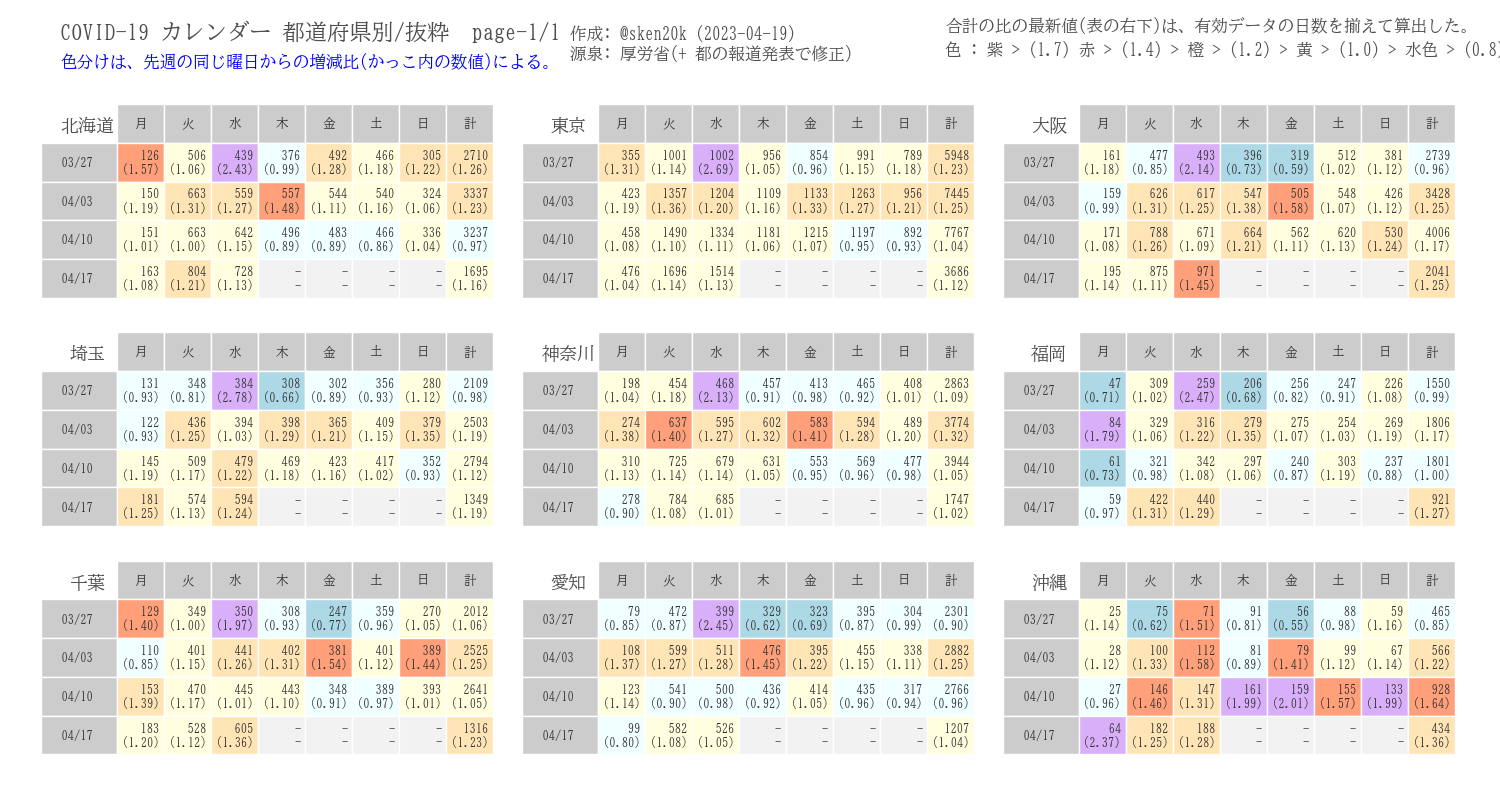 COVID-19 カレンダー 都道府県別/抜粋 page-1/1
作成: @sken20k (2023-04-19)
合計の比の最新値(表の右下)は、有効データの日数を揃えて算出した。
色分けは、先週の同じ曜日からの増減比(かっこ内の数値)による。
源泉: 厚労省(+ 都の報道発表で修正)
色 : 紫 > (1.7) 赤 > (1.4) > 橙 > (1.2) > 黄 > (1.0) > 水色 > (0.8)
北海道 月 火 水 木 金 土 日 計
03/27 126 506 439 376 492 466 305 2710
(1.57) (1.06) (2.43) (0.99) (1.28) (1.18) (1.22) (1.26)
04/03 150 663 559 557 544 540 324 3337
(1.19) (1.31) (1.27) (1.48) (1.11) (1.16) (1.06) (1.23)
04/10 151 663 642 496 483 466 336 3237
(1.01) (1.00) (1.15) (0.89) (0.89) (0.86) (1.04) (0.97)
04/17 163 804 728 – – – – 1695
(1.08) (1.21) (1.13) – – – – (1.16)
東京 月 火 水 木 金 土 日 計
03/27 355 1001 1002 956 854 991 789 5948
(1.31) (1.14) (2.69) (1.05) (0.96) (1.15) (1.18) (1.23)
04/03 423 1357 1204 1109 1133 1263 956 7445
(1.19) (1.36) (1.20) (1.16) (1.33) (1.27) (1.21) (1.25)
04/10 458 1490 1334 1181 1215 1197 892 7767
(1.08) (1.10) (1.11) (1.06) (1.07) (0.95) (0.93) (1.04)
04/17 476 1696 1514 – – – – 3686
(1.04) (1.14) (1.13) – – – – (1.12)
大阪 月 火 水 木 金 土 日 計
03/27 161 477 493 396 319 512 381 2739
(1.18) (0.85) (2.14) (0.73) (0.59) (1.02) (1.12) (0.96)
04/03 159 626 617 547 505 548 426 3428
(0.99) (1.31) (1.25) (1.38) (1.58) (1.07) (1.12) (1.25)
04/10 171 788 671 664 562 620 530 4006
(1.08) (1.26) (1.09) (1.21) (1.11) (1.13) (1.24) (1.17)
04/17 195 875 971 – – – – 2041
(1.14) (1.11) (1.45) – – – – (1.25)
埼玉 月 火 水 木 金 土 日 計
03/27 131 348 384 308 302 356 280 2109
(0.93) (0.81) (2.78) (0.66) (0.89) (0.93) (1.12) (0.98)
04/03 122 436 394 398 365 409 379 2503
(0.93) (1.25) (1.03) (1.29) (1.21) (1.15) (1.35) (1.19)
04/10 145 509 479 469 423 417 352 2794
(1.19) (1.17) (1.22) (1.18) (1.16) (1.02) (0.93) (1.12)
04/17 181 574 594 – – – – 1349
(1.25) (1.13) (1.24) – – – – (1.19)
神奈川 月 火 水 木 金 土 日 計
03/27 198 454 468 457 413 465 408 2863
(1.04) (1.18) (2.13) (0.91) (0.98) (0.92) (1.01) (1.09)
04/03 274 637 595 602 583 594 489 3774
(1.38) (1.40) (1.27) (1.32) (1.41) (1.28) (1.20) (1.32)
04/10 310 725 679 631 553 569 477 3944
(1.13) (1.14) (1.14) (1.05) (0.95) (0.96) (0.98) (1.05)
04/17 278 784 685 – – – – 1747
(0.90) (1.08) (1.01) – – – – (1.02)
福岡 月 火 水 木 金 土 日 計
03/27 47 309 259 206 256 247 226 1550
(0.71) (1.02) (2.47) (0.68) (0.82) (0.91) (1.08) (0.99)
04/03 84 329 316 279 275 254 269 1806
(1.79) (1.06) (1.22) (1.35) (1.07) (1.03) (1.19) (1.17)
04/10 61 321 342 297 240 303 237 1801
(0.73) (0.98) (1.08) (1.06) (0.87) (1.19) (0.88) (1.00)
04/17 59 422 440 – – – – 921
(0.97) (1.31) (1.29) – – – – (1.27)
千葉 月 火 水 木 金 土 日 計
03/27 129 349 350 308 247 359 270 2012
(1.40) (1.00) (1.97) (0.93) (0.77) (0.96) (1.05) (1.06)
04/03 110 401 441 402 381 401 389 2525
(0.85) (1.15) (1.26) (1.31) (1.54) (1.12) (1.44) (1.25)
04/10 153 470 445 443 348 389 393 2641
(1.39) (1.17) (1.01) (1.10) (0.91) (0.97) (1.01) (1.05)
04/17 183 528 605 – – – – 1316
(1.20) (1.12) (1.36) – – – – (1.23)
愛知 月 火 水 木 金 土 日 計
03/27 79 472 399 329 323 395 304 2301
(0.85) (0.87) (2.45) (0.62) (0.69) (0.87) (0.99) (0.90)
04/03 108 599 511 476 395 455 338 2882
(1.37) (1.27) (1.28) (1.45) (1.22) (1.15) (1.11) (1.25)
04/10 123 541 500 436 414 435 317 2766
(1.14) (0.90) (0.98) (0.92) (1.05) (0.96) (0.94) (0.96)
04/17 99 582 526 – – – – 1207
(0.80) (1.08) (1.05) – – – – (1.04)
沖縄 月 火 水 木 金 土 日 計
03/27 25 75 71 91 56 88 59 465
(1.14) (0.62) (1.51) (0.81) (0.55) (0.98) (1.16) (0.85)
04/03 28 100 112 81 79 99 67 566
(1.12) (1.33) (1.58) (0.89) (1.41) (1.12) (1.14) (1.22)
04/10 27 146 147 161 159 155 133 928
(0.96) (1.46) (1.31) (1.99) (2.01) (1.57) (1.99) (1.64)
04/17 64 182 188 – – – – 434
(2.37) (1.25) (1.28) – – – – (1.36)